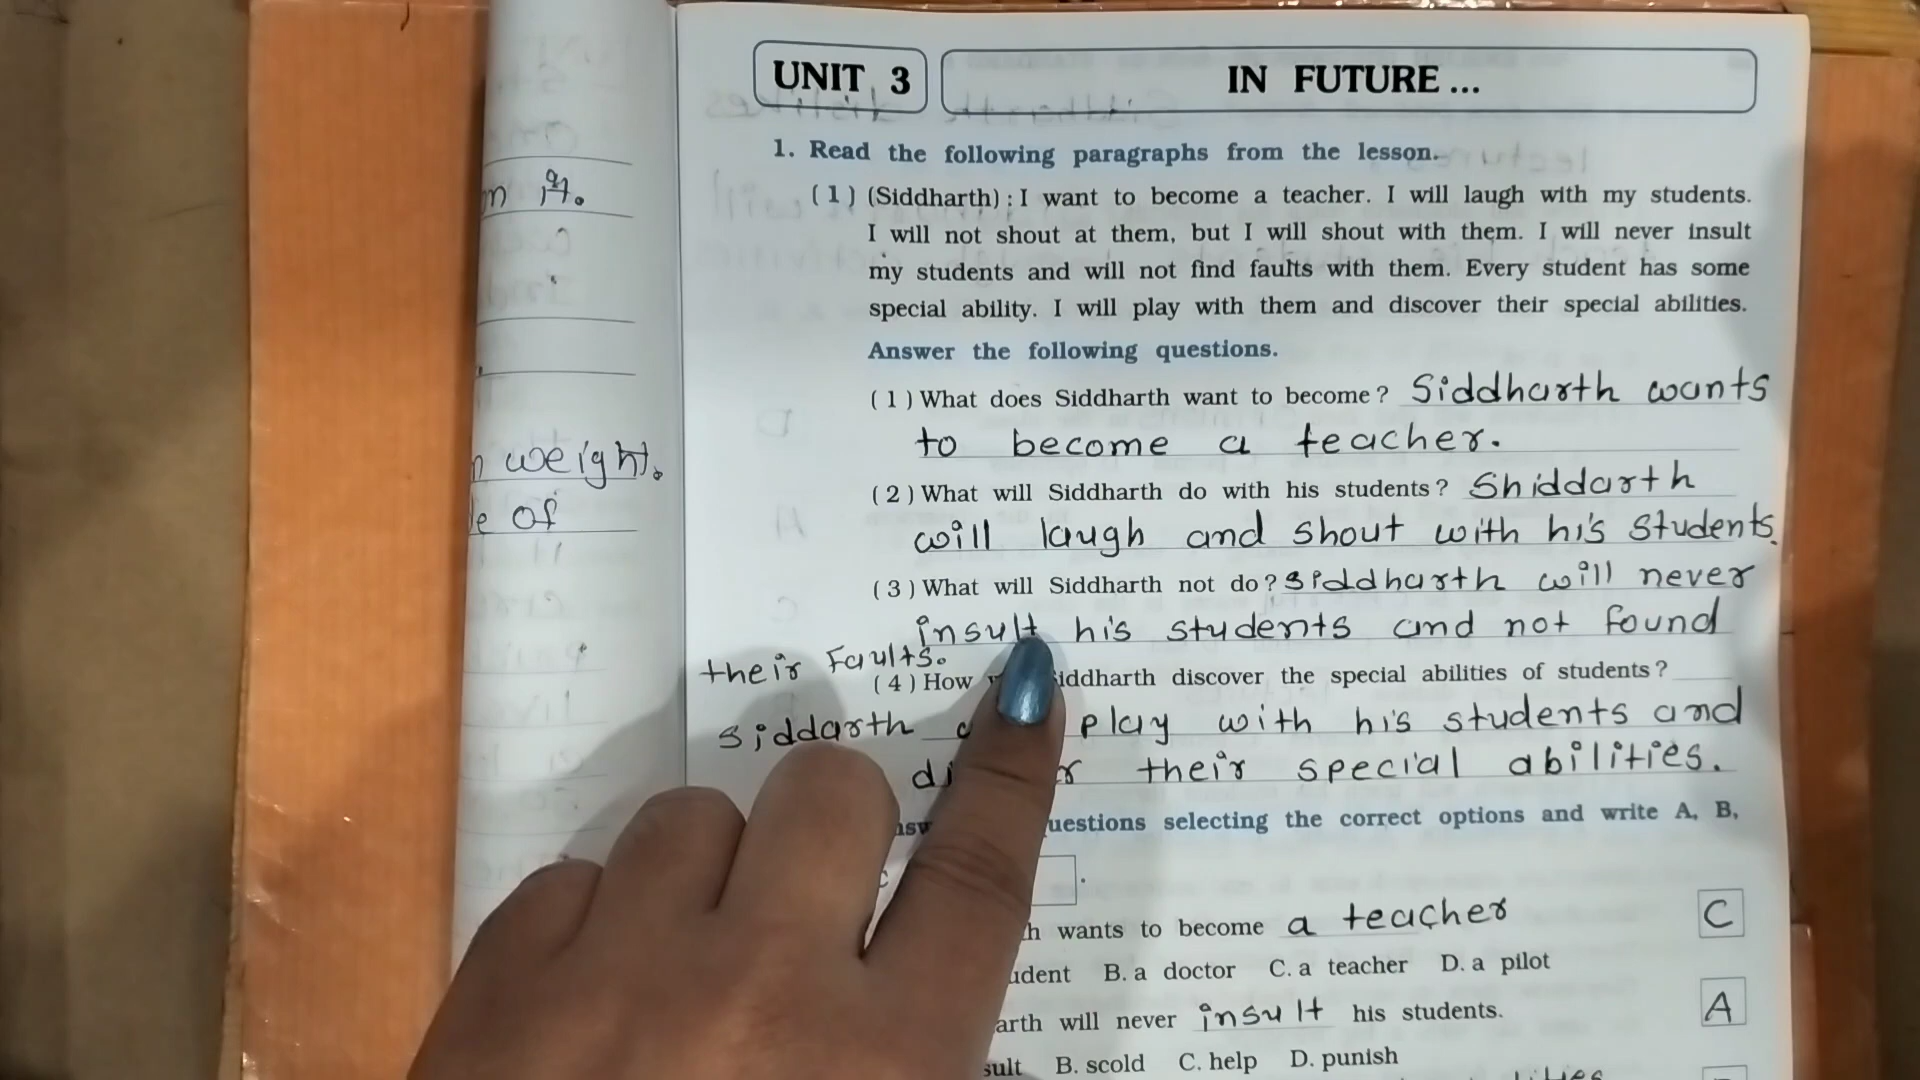 UNIT 3
IN FUTURE ...
1. Read the following paragraphs from the lesson.
(1) (Siddharth) : I want to become a teacher. I will laugh with my students.
I will not shout at them, but I will shout with them. I will never insult
my students and will not find faults with them. Every student has some
special ability. I will play with them and discover their special abilities.
Answer the following questions.
(1) What does Siddharth want to become? Siddharth wants
to become a teacher.
(2) What will Siddharth do with his students? Shiddarth
will laugh and shout with his students.
(3) What will Siddharth not do? Siddharth will never
insult his students and not found
their Faults.
(4) How iddharth discover the special abilities of students?
Siddarth play with his students and
their special abilities.
uestions selecting the correct options and write A, B,
h wants to become a teacher
C
udent B. a doctor C. a teacher D. a pilot
arth will never insult his students.
A
sult B. scold C. help D. punish
weight.
of